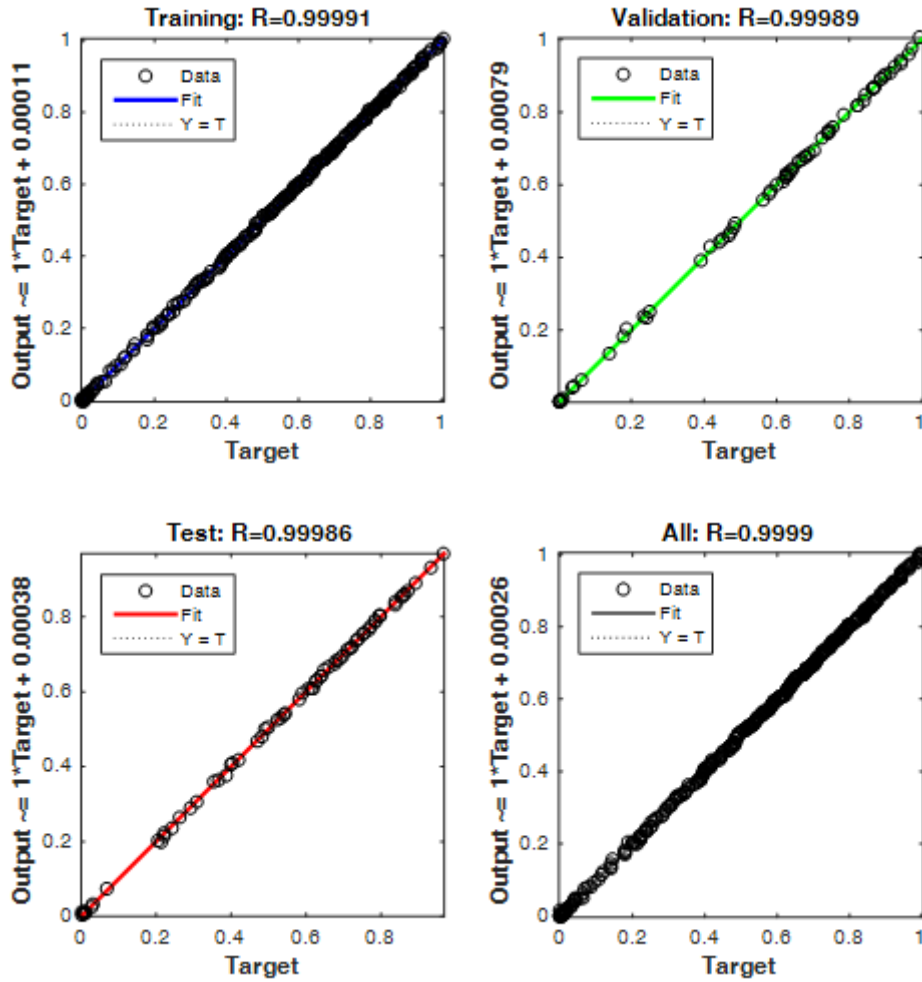 Training: R=0.99991
Output ~= 1*Target + 0.00011
1
0.8
0.6
0.4
0.2
0
Data
Fit
Y = T
0 0.2 0.4 0.6 0.8 1
Target
Validation: R=0.99989
Output ~= 1*Target + 0.00079
1
0.8
0.6
0.4
0.2
Data
Fit
Y = T
0.2 0.4 0.6 0.8 1
Target
Test: R=0.99986
Output ~= 1*Target + 0.00038
0.8
0.6
0.4
0.2
0
Data
Fit
Y = T
0 0.2 0.4 0.6 0.8
Target
All: R=0.9999
Output ~= 1*Target + 0.00026
1
0.8
0.6
0.4
0.2
0
Data
Fit
Y = T
0 0.2 0.4 0.6 0.8 1
Target